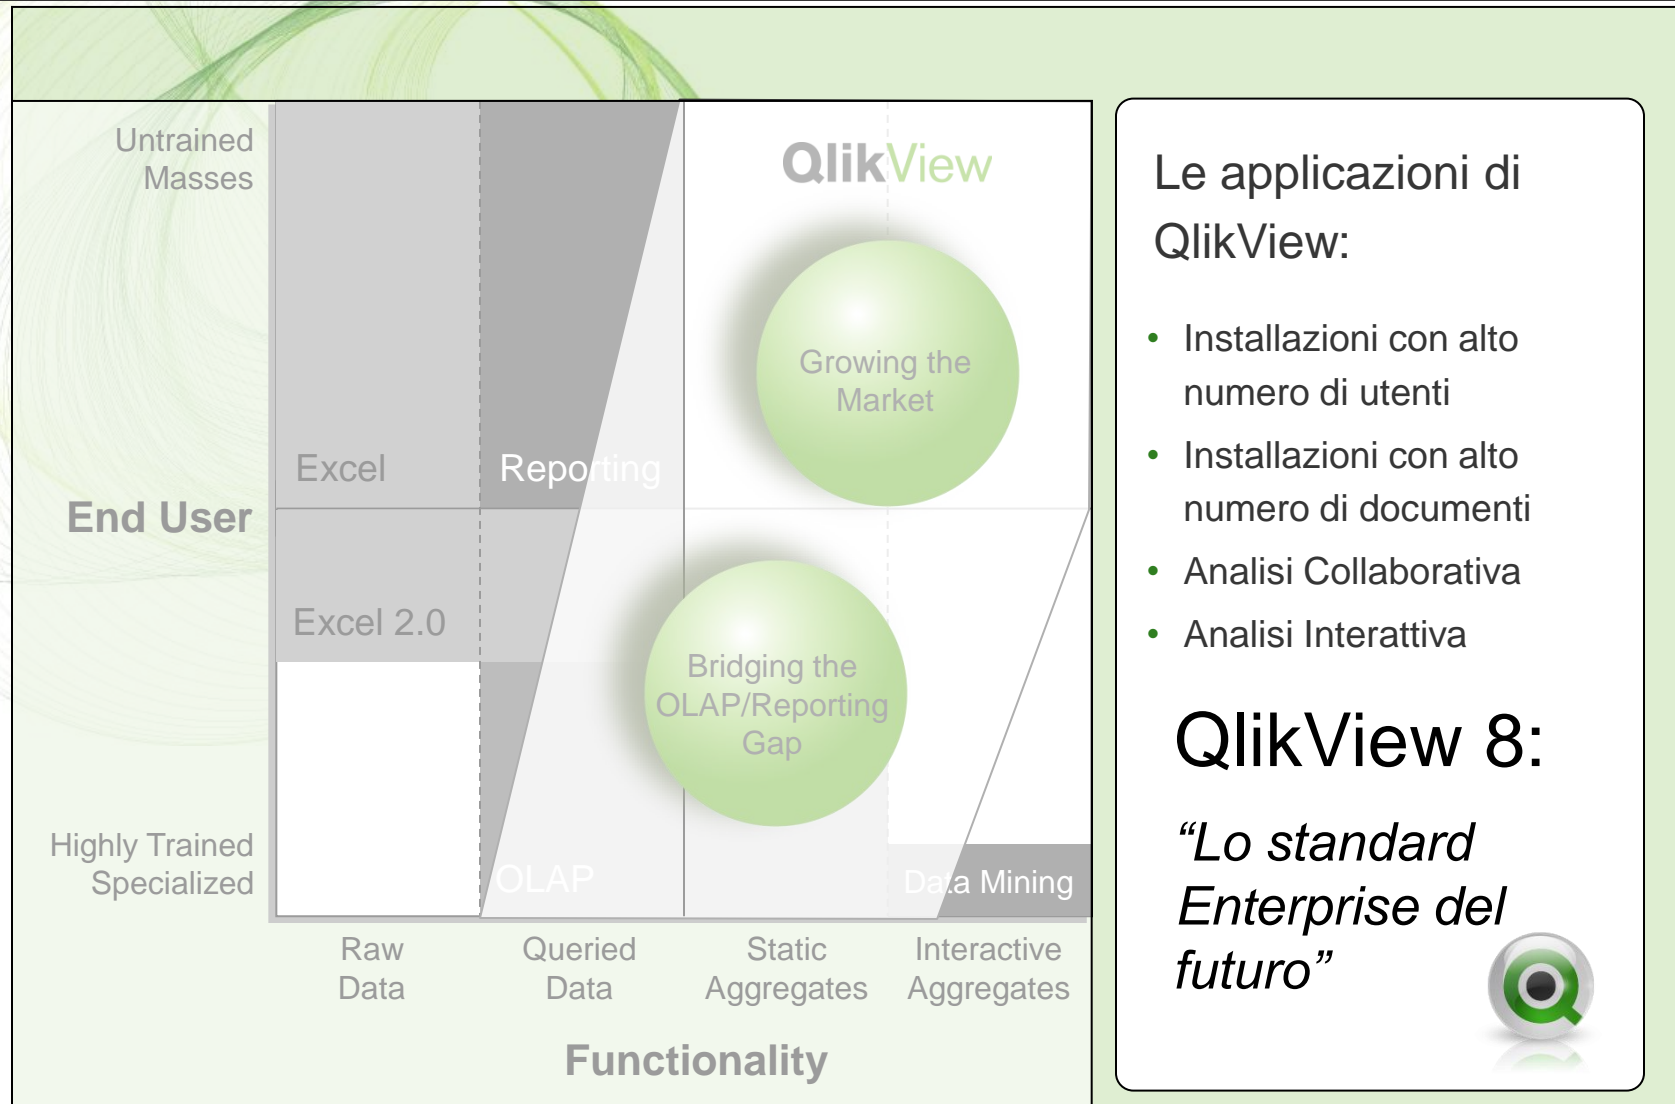 Untrained
Masses
QlikView
Growing the
Market
Excel
Reporting
End User
Excel 2.0
Bridging the
OLAP/Reporting
Gap
Highly Trained
Specialized
OLAP
Data Mining
Raw
Data
Queried
Data
Static
Aggregates
Interactive
Aggregates
Functionality
Le applicazioni di
QlikView:
• Installazioni con alto
numero di utenti
• Installazioni con alto
numero di documenti
• Analisi Collaborativa
• Analisi Interattiva
QlikView 8:
“Lo standard
Enterprise del
futuro”